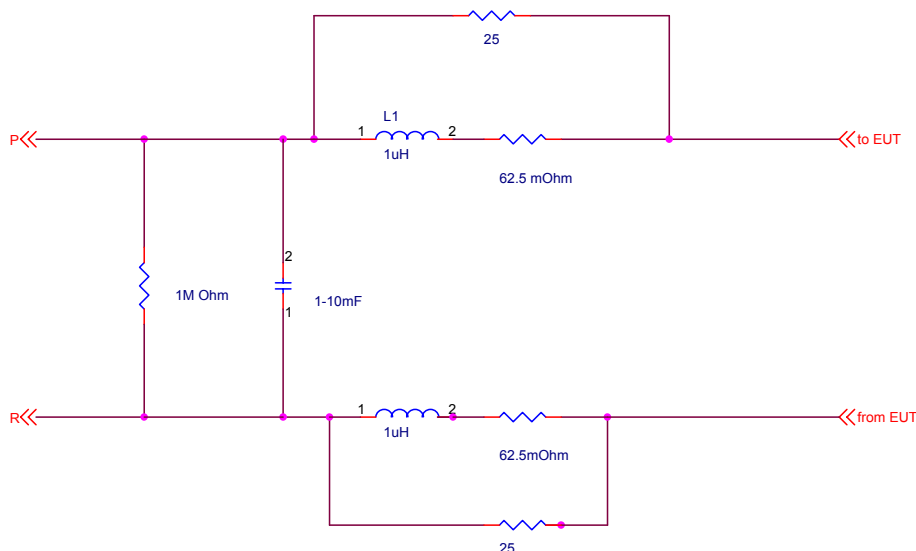 25
L1
P
1
2
to EUT
1uH
62.5 mOhm
2
1M Ohm
1-10mF
1
1
2
R
from EUT
1uH
62.5mOhm
25